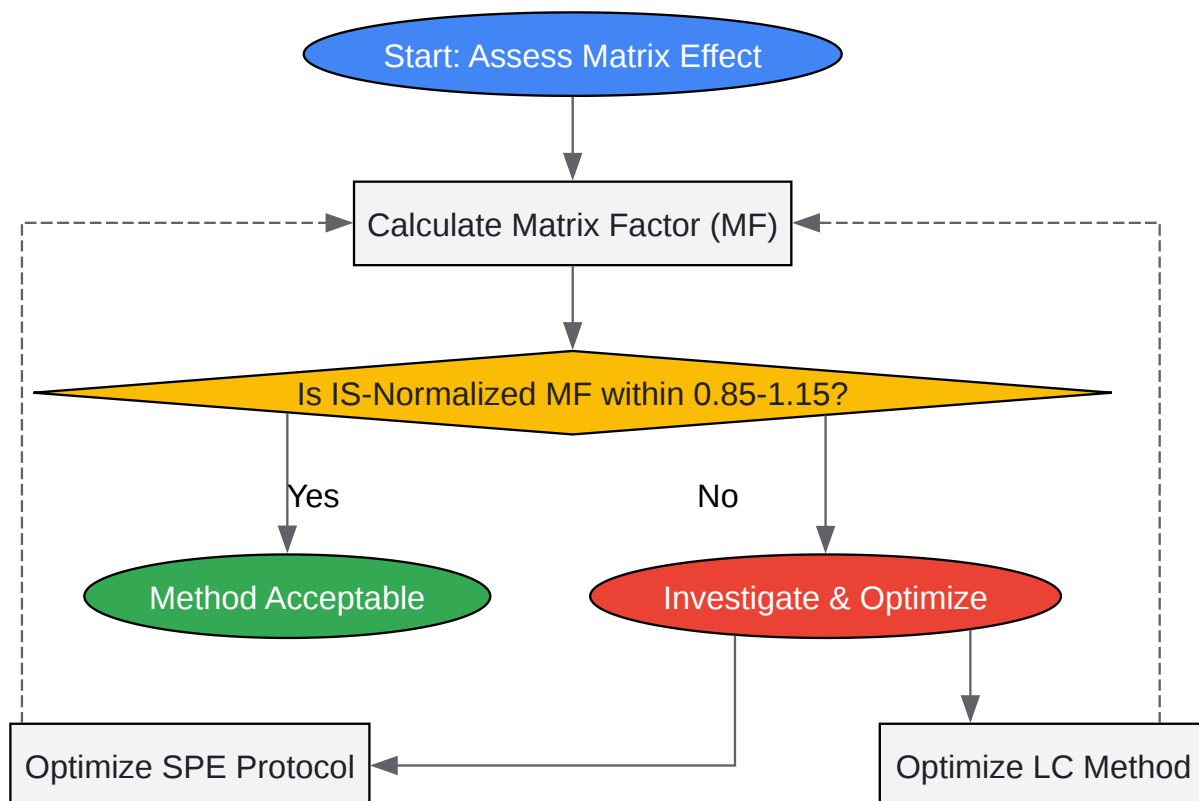 Start: Assess Matrix Effect
Calculate Matrix Factor (MF)
Is IS-Normalized MF within 0.85-1.15?
Yes
No
Method Acceptable
Investigate & Optimize
Optimize SPE Protocol
Optimize LC Method